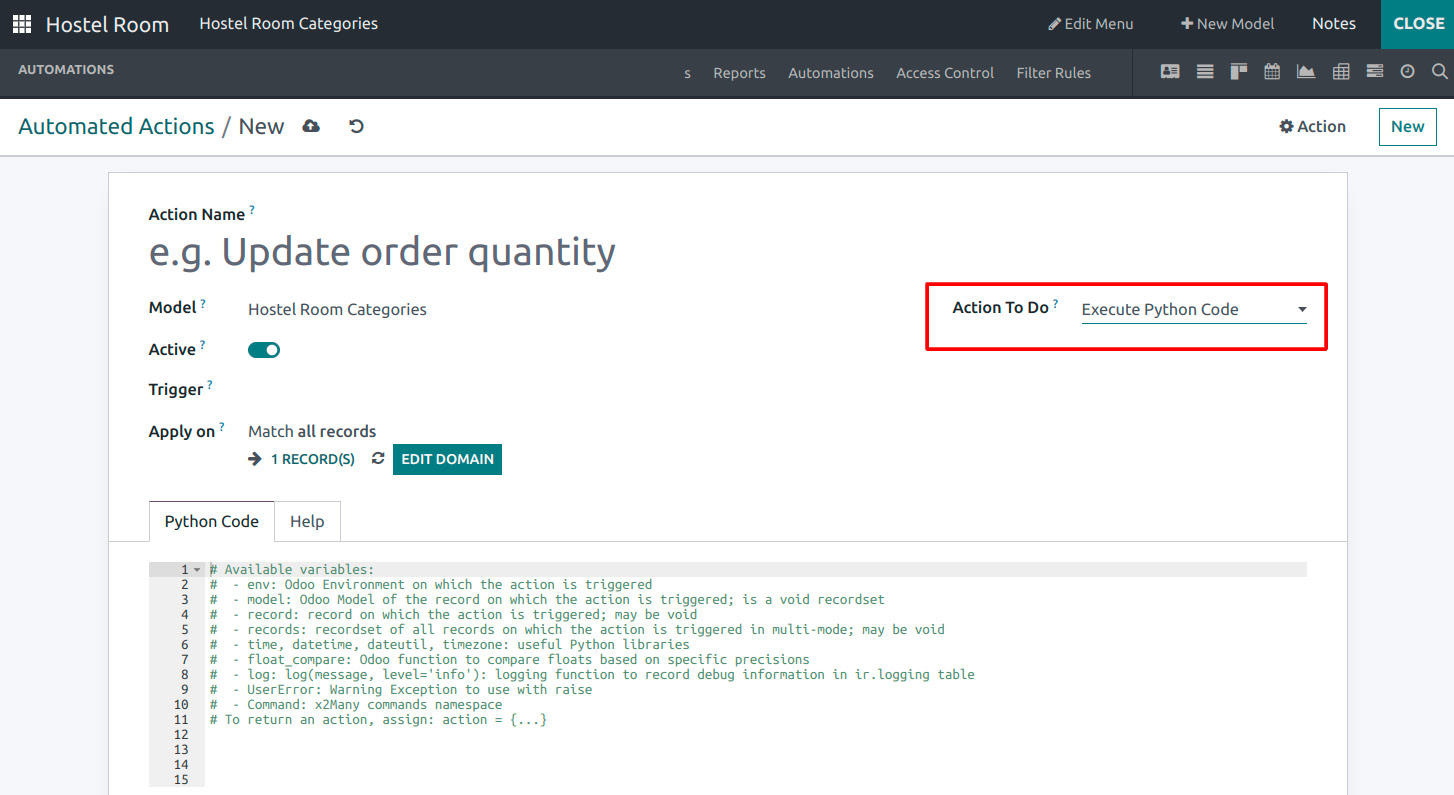 Hostel Room Hostel Room Categories Edit Menu New Model Notes CLOSE
AUTOMATIONS s Reports Automations Access Control Filter Rules
Automated Actions / New Action New
Action Name ?
e.g. Update order quantity
Model ? Hostel Room Categories Action To Do ? Execute Python Code
Active ?
Trigger ?
Apply on ? Match all records
1 RECORD(S) EDIT DOMAIN
Python Code Help
1 # Available variables:
2 #  - env: Odoo Environment on which the action is triggered
3 #  - model: Odoo Model of the record on which the action is triggered; is a void recordset
4 #  - record: record on which the action is triggered; may be void
5 #  - records: recordset of all records on which the action is triggered in multi-mode; may be void
6 #  - time, datetime, dateutil, timezone: useful Python libraries
7 #  - float_compare: Odoo function to compare floats based on specific precisions
8 #  - log: log(message, level='info'): logging function to record debug information in ir.logging table
9 #  - UserError: Warning Exception to use with raise
10 #  - Command: x2Many commands namespace
11 # To return an action, assign: action = {...}
12
13
14
15